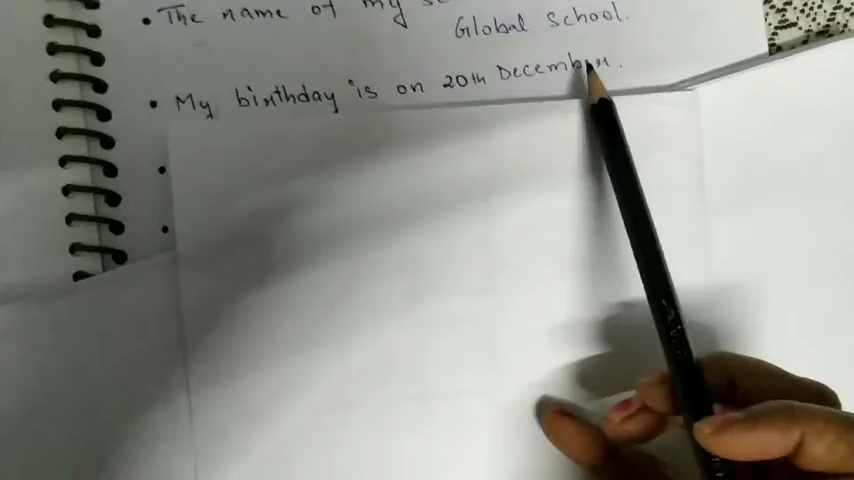 • The name of my
Global School.
• My birthday is on 20th December.
•
•